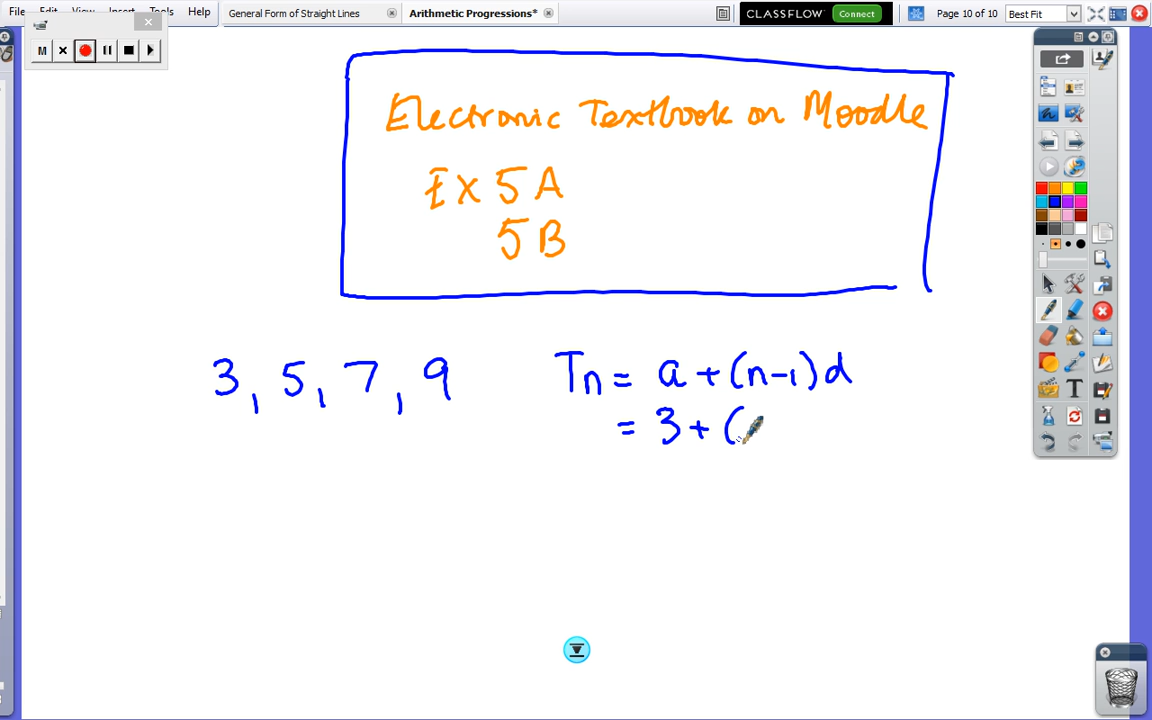 File Edit View Insert Tools Help
General Form of Straight Lines
Arithmetic Progressions*
CLASSFLOW Connect
Page 10 of 10
Best Fit
M
Electronic Textbook on Moodle
Ex 5A
5B
3, 5, 7, 9
Tn = a + (n-1)d
= 3 + (
T